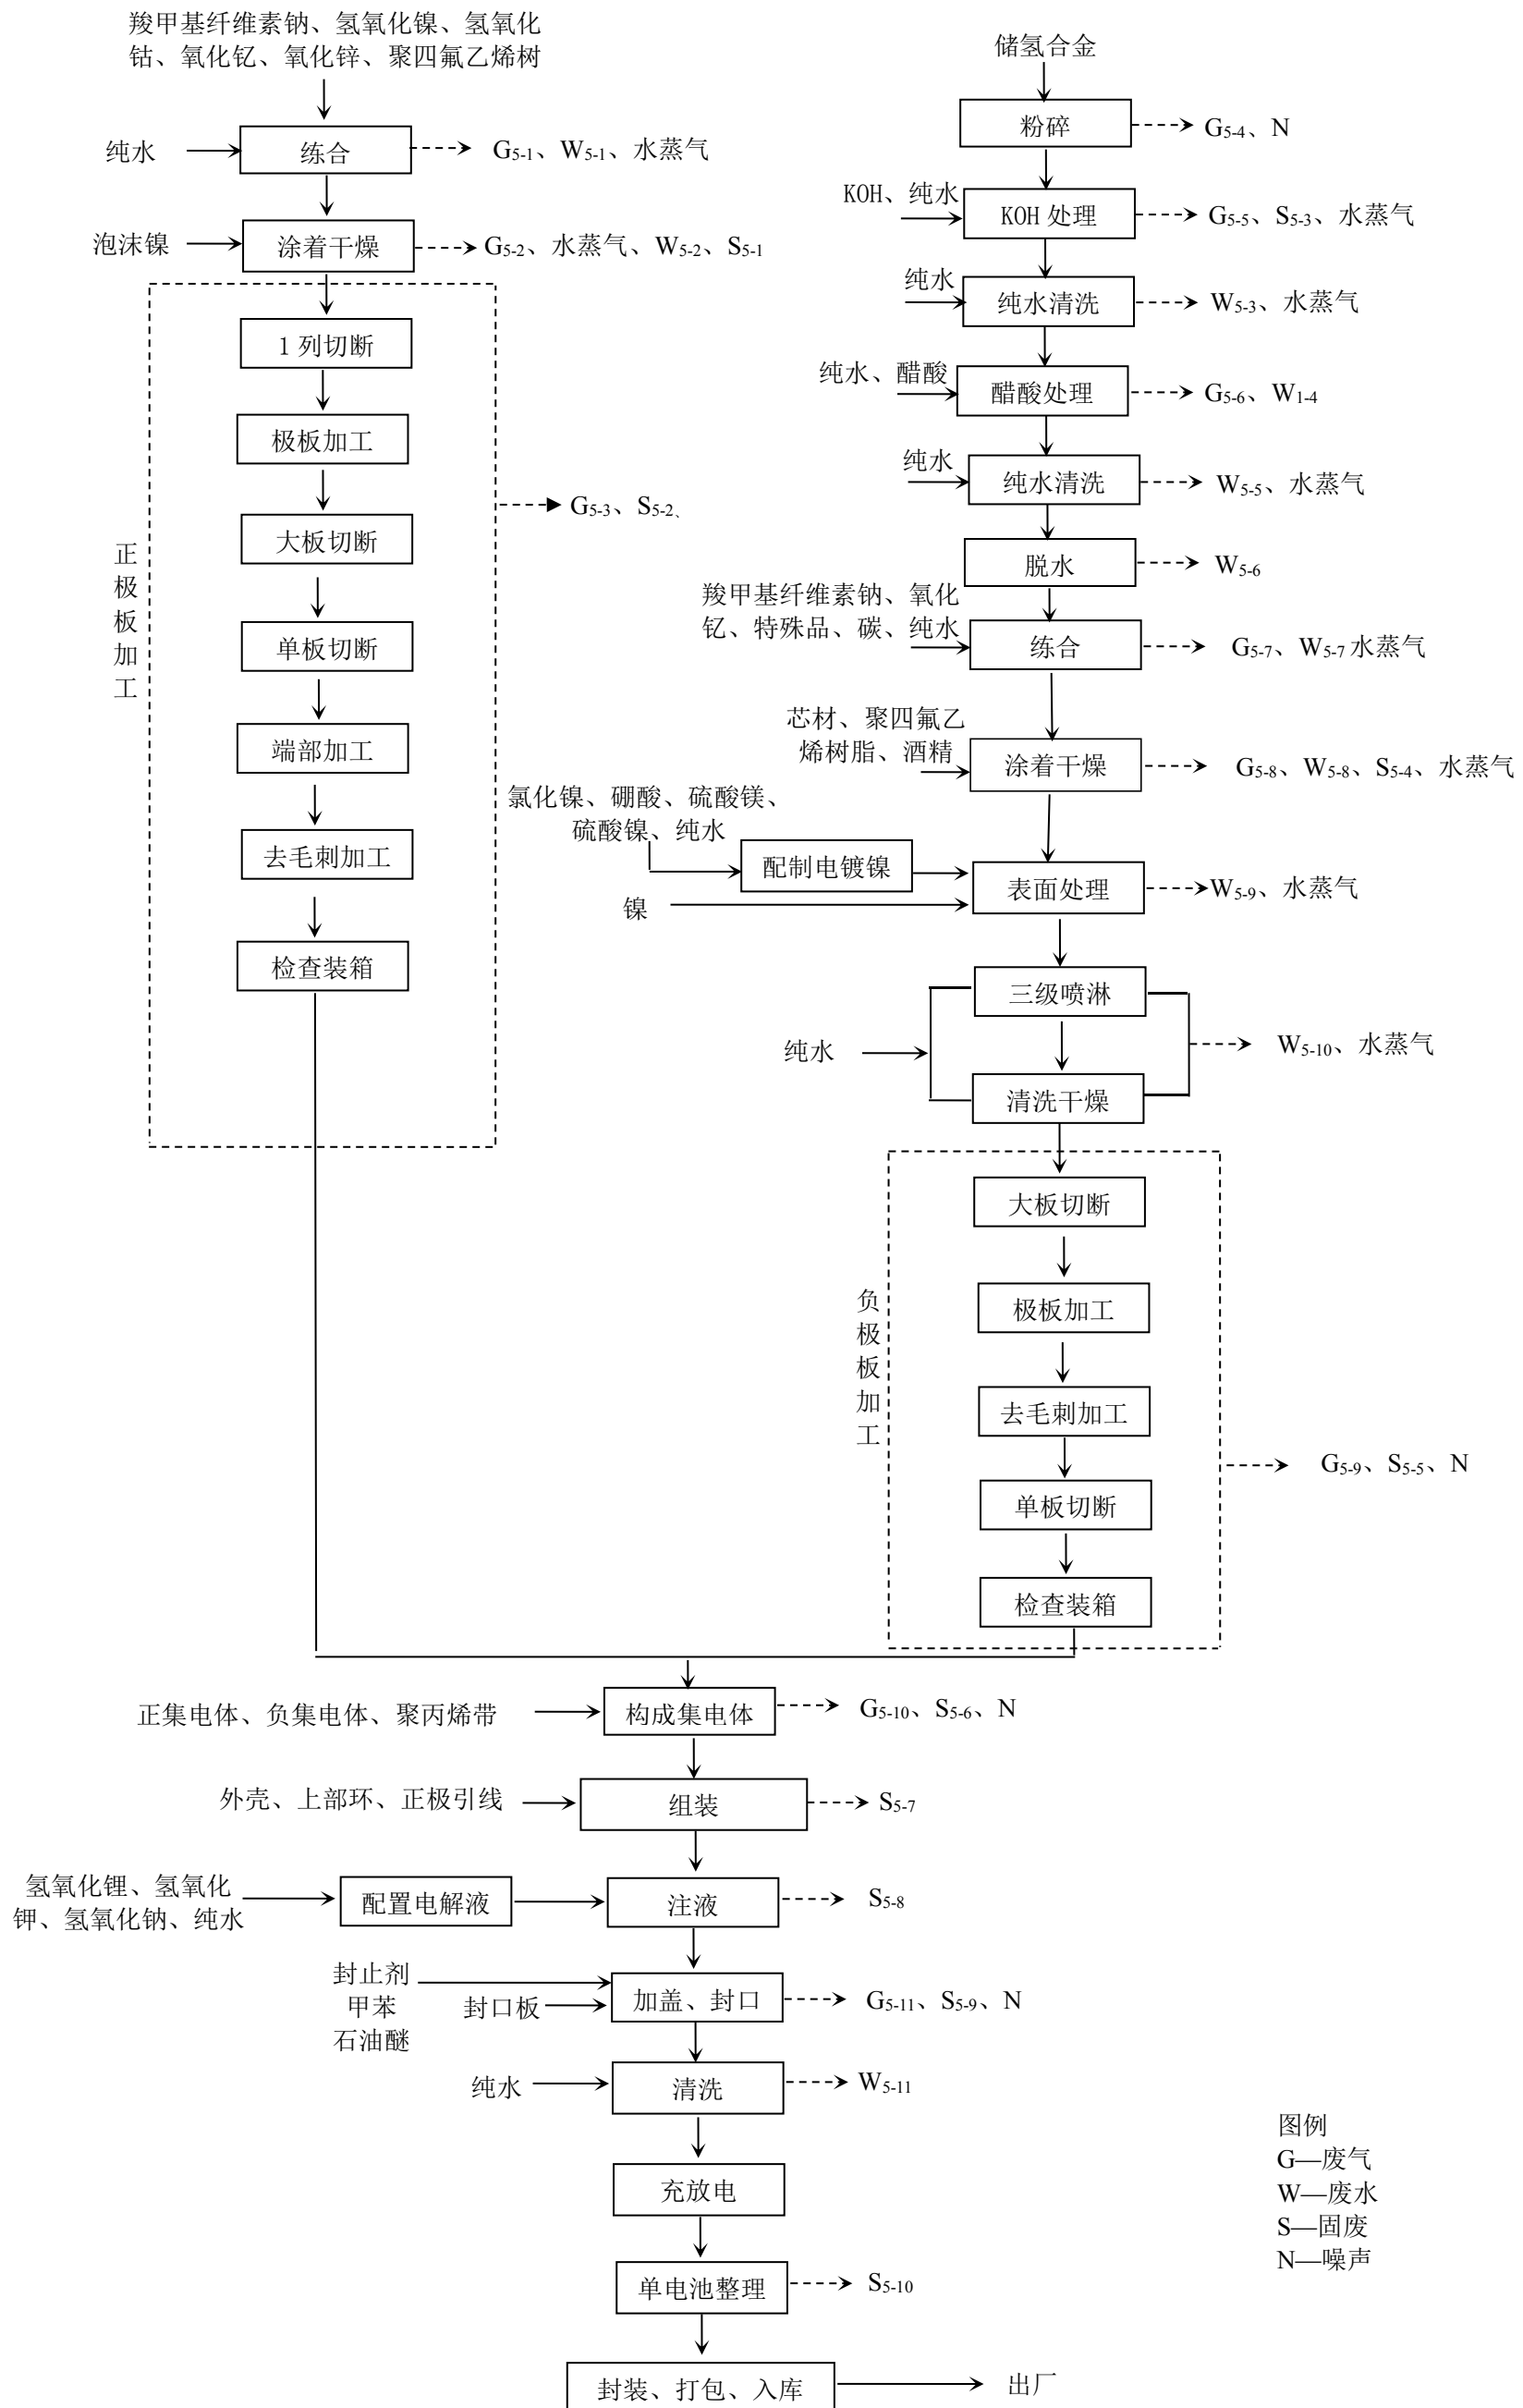 羧甲基纤维素钠、氢氧化镍、氢氧化
钴、氧化钇、氧化锌、聚四氟乙烯树
纯水
练合
G5-1、W5-1、水蒸气
泡沫镍
涂着干燥
G5-2、水蒸气、W5-2、S5-1
正极板加工
1 列切断
极板加工
大板切断
G5-3、S5-2、
单板切断
端部加工
去毛刺加工
检查装箱
储氢合金
粉碎
G5-4、N
KOH、纯水
KOH 处理
G5-5、S5-3、水蒸气
纯水
纯水清洗
W5-3、水蒸气
纯水、醋酸
醋酸处理
G5-6、W1-4
纯水
纯水清洗
W5-5、水蒸气
脱水
W5-6
羧甲基纤维素钠、氧化
钇、特殊品、碳、纯水
练合
G5-7、W5-7 水蒸气
芯材、聚四氟乙
烯树脂、酒精
涂着干燥
G5-8、W5-8、S5-4、水蒸气
氯化镍、硼酸、硫酸镁、
硫酸镍、纯水
配制电镀镍
镍
表面处理
W5-9、水蒸气
三级喷淋
纯水
W5-10、水蒸气
清洗干燥
负极板加工
大板切断
极板加工
去毛刺加工
G5-9、S5-5、N
单板切断
检查装箱
正集电体、负集电体、聚丙烯带
构成集电体
G5-10、S5-6、N
外壳、上部环、正极引线
组装
S5-7
氢氧化锂、氢氧化
钾、氢氧化钠、纯水
配置电解液
注液
S5-8
封止剂
甲苯
石油醚
封口板
加盖、封口
G5-11、S5-9、N
纯水
清洗
W5-11
充放电
单电池整理
S5-10
封装、打包、入库
出厂
图例
G—废气
W—废水
S—固废
N—噪声